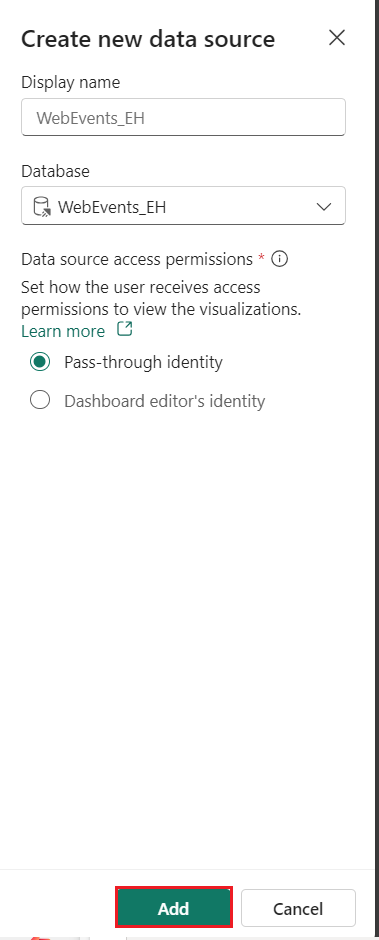 Create new data source
Display name
WebEvents_EH
Database
WebEvents_EH
Data source access permissions *
Set how the user receives access
permissions to view the visualizations.
Learn more
Pass-through identity
Dashboard editor's identity
Add
Cancel